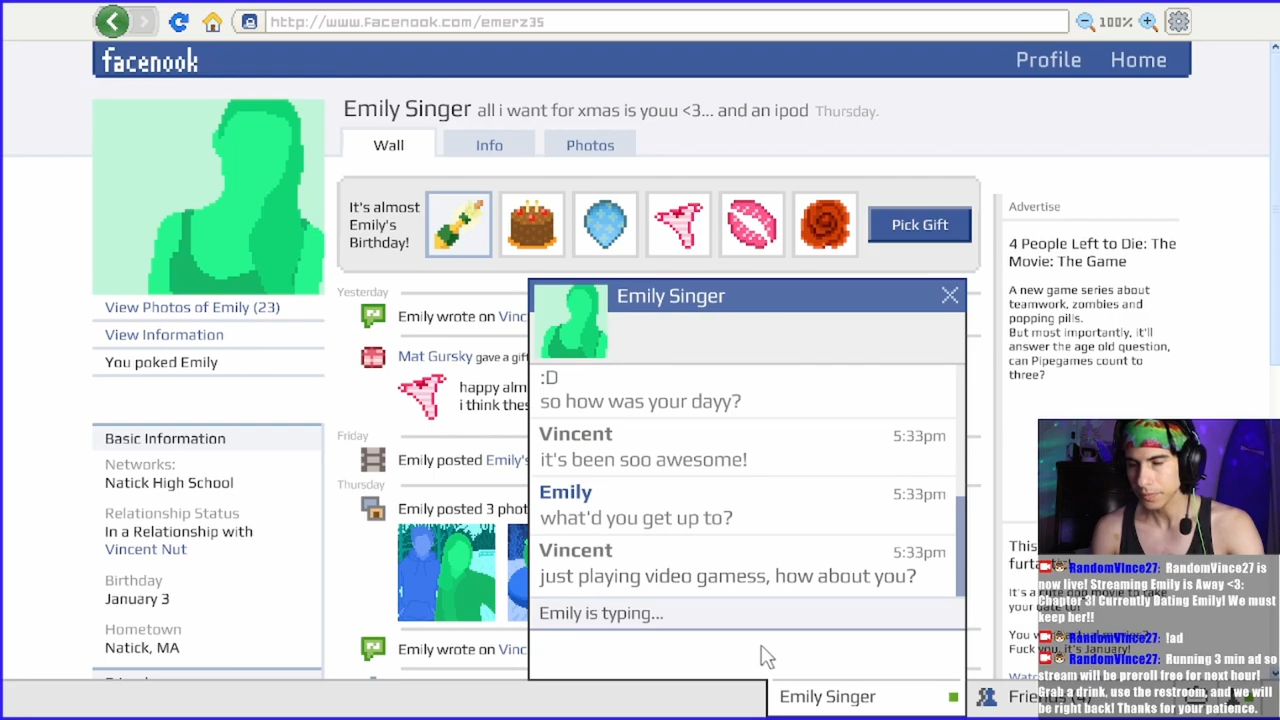 http://www.facenook.com/emerz35
100%
facenook
Profile
Home
Emily Singer all i want for xmas is youu <3... and an ipod Thursday.
Wall
Info
Photos
It's almost
Emily's
Birthday!
Pick Gift
View Photos of Emily (23)
View Information
You poked Emily
Basic Information
Networks:
Natick High School
Relationship Status
In a Relationship with
Vincent Nut
Birthday
January 3
Hometown
Natick, MA
Yesterday
Emily wrote on Vinc
Mat Gursky gave a gift
happy alm
i think thes
Friday
Emily posted Emily's
Thursday
Emily posted 3 phot
Emily wrote on Vinc
Emily Singer
:D
so how was your dayy?
Vincent 5:33pm
it's been soo awesome!
Emily 5:33pm
what'd you get up to?
Vincent 5:33pm
just playing video gamess, how about you?
Emily is typing...
Emily Singer
Friends
Advertise
4 People Left to Die: The
Movie: The Game
A new game series about
teamwork, zombies and
popping pills.
But most importantly, it'll
answer the age old question,
can Pipegames count to
three?
This
RandomVince27: RandomVince27 is
now live! Streaming Emily is Away <3:
Chapter 3! Currently Dating Emily! We must
keep her!!
RandomVince27: !ad
Fuck you, it's January!
RandomVince27: Running 3 min ad so
stream will be preroll free for next hour!
Grab a drink, use the restroom, and we will
be right back! Thanks for your patience.